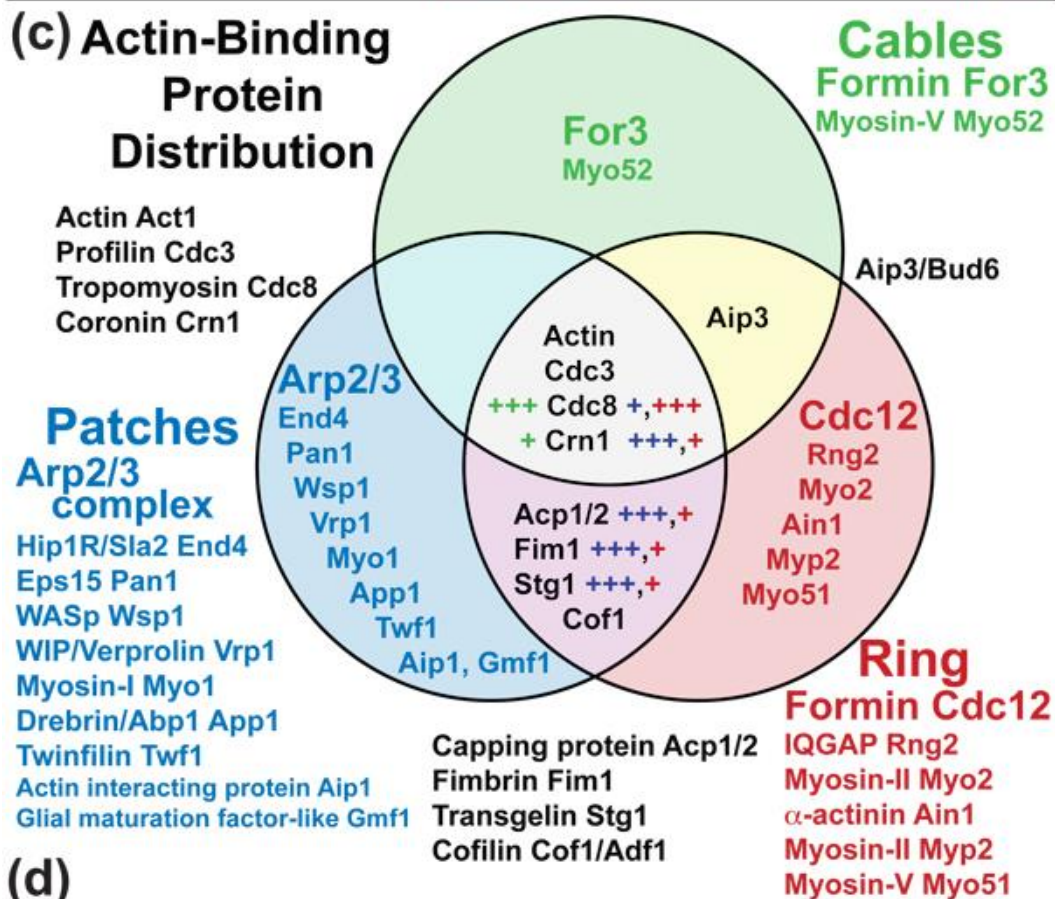 (c) Actin-Binding
Protein
Distribution
Cables
Formin For3
Myosin-V Myo52
For3
Myo52
Actin Act1
Profilin Cdc3
Tropomyosin Cdc8
Coronin Crn1
Aip3/Bud6
Aip3
Actin
Cdc3
+++ Cdc8 +,+++
+ Crn1 +++,+
Arp2/3
End4
Pan1
Wsp1
Vrp1
Myo1
App1
Twf1
Aip1, Gmf1
Cdc12
Rng2
Myo2
Ain1
Myp2
Myo51
Acp1/2 +++,+
Fim1 +++,+
Stg1 +++,+
Cof1
Patches
Arp2/3
complex
Hip1R/Sla2 End4
Eps15 Pan1
WASp Wsp1
WIP/Verprolin Vrp1
Myosin-I Myo1
Drebrin/Abp1 App1
Twinfilin Twf1
Actin interacting protein Aip1
Glial maturation factor-like Gmf1
Capping protein Acp1/2
Fimbrin Fim1
Transgelin Stg1
Cofilin Cof1/Adf1
Ring
Formin Cdc12
IQGAP Rng2
Myosin-II Myo2
α-actinin Ain1
Myosin-II Myp2
Myosin-V Myo51
(d)